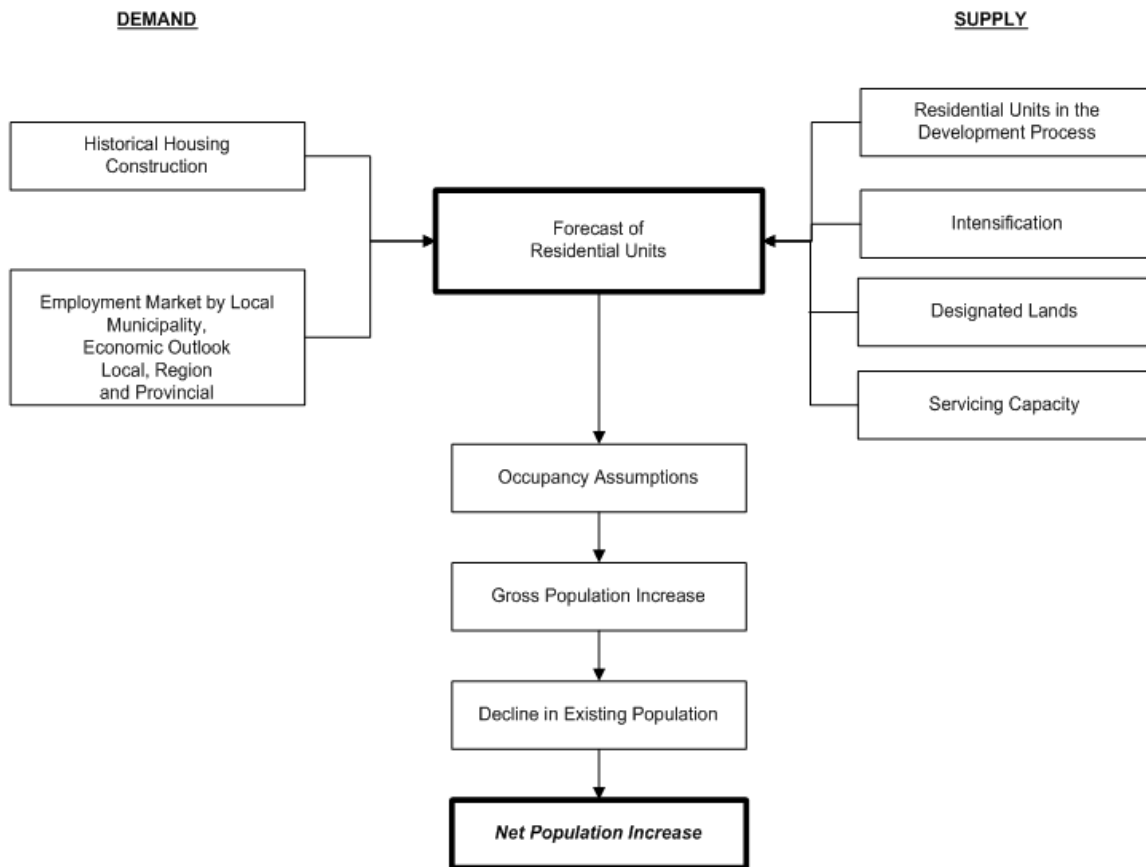 DEMAND
SUPPLY
Historical Housing
Construction
Employment Market by Local
Municipality,
Economic Outlook
Local, Region
and Provincial
Forecast of
Residential Units
Residential Units in the
Development Process
Intensification
Designated Lands
Servicing Capacity
Occupancy Assumptions
Gross Population Increase
Decline in Existing Population
Net Population Increase